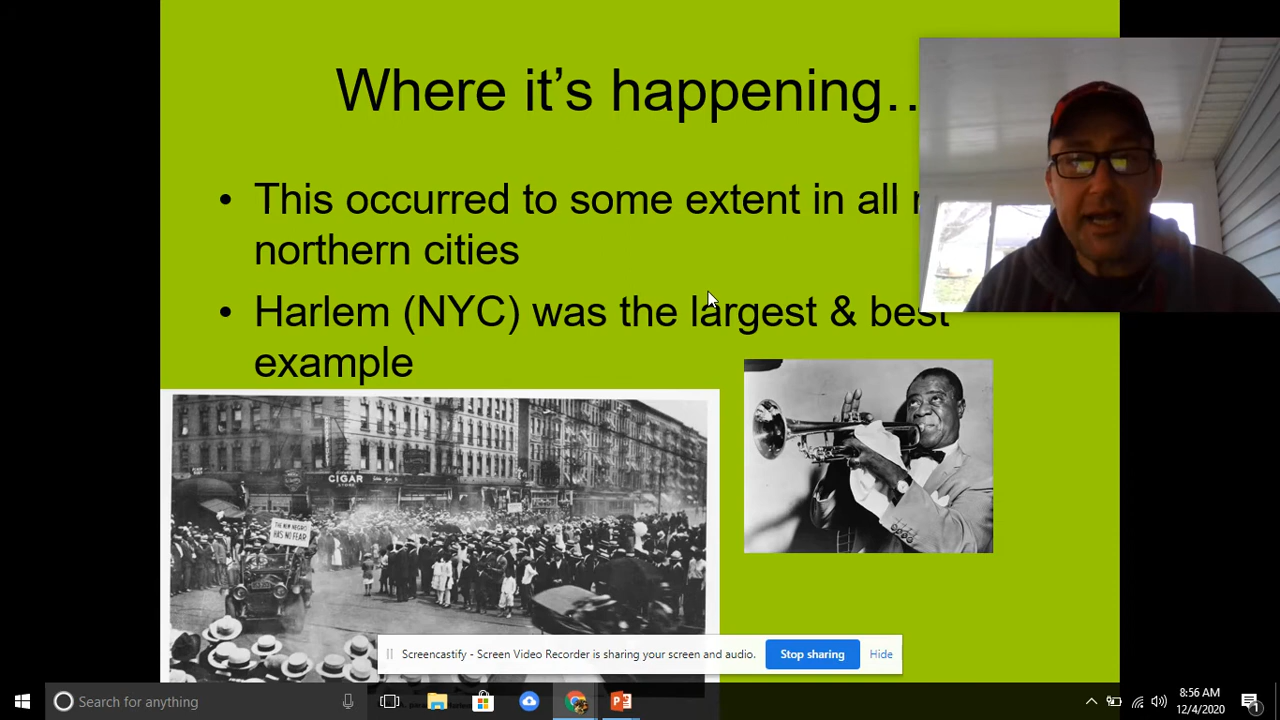 Where it's happening..
• This occurred to some extent in all
northern cities
• Harlem (NYC) was the largest & best
example
CIGAR
THE NEW NEGRO
HAS NO FEAR
Screencastify - Screen Video Recorder is sharing your screen and audio.
Stop sharing
Hide
Search for anything
8:56 AM
12/4/2020
1